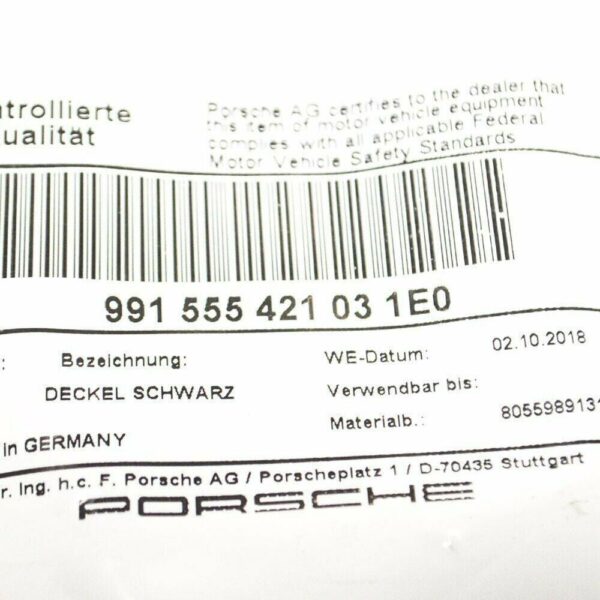 ntrollierte
ualität
Porsche AG certifies to the dealer that
this item of motor vehicle equipment
complies with all applicable Federal
Motor Vehicle Safety Standards
991 555 421 03 1E0
: Bezeichnung:
DECKEL SCHWARZ
in GERMANY
WE-Datum: 02.10.2018
Verwendbar bis:
Materialb.: 8055989131
r. Ing. h.c. F. Porsche AG / Porscheplatz 1 / D-70435 Stuttgart
PORSCHE